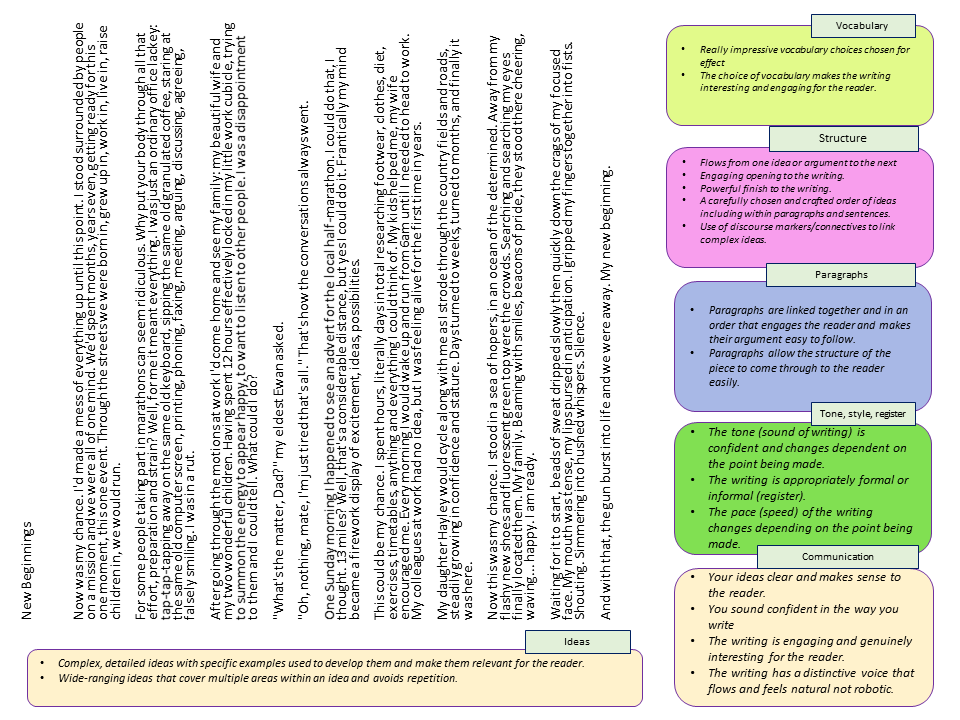 New Beginnings
Now was my chance. I'd made a mess of everything up until this point. I stood surrounded by people
on a mission and we were all of one mind. We'd spent months, years even, getting ready for this
one moment, this one event. Through the streets we were born in, grew up in, work in, live in, raise
children in, we would run.
For some people taking part in marathons can seem ridiculous. Why put your body through all that
effort, preparation and strain? Well, for me it meant everything. I was just an ordinary office lackey:
tap-tap-tapping away on the same old keyboard, sipping the same old granulated coffee, staring at
the same old computer screen, printing, phoning, faxing, meeting, arguing, discussing, agreeing,
falsely smiling. I was in a rut.
After going through the motions at work I'd come home and see my family: my beautiful wife and
my two wonderful children. Having spent 12 hours effectively locked in my little work cubicle, trying
to summon the energy to appear happy, to want to listen to other people. I was a disappointment
to them and I could tell. What could I do?
"What's the matter, Dad?" my eldest Ewan asked.
"Oh, nothing, mate, I'm just tired that's all." That's how the conversations always went.
One Sunday morning I happened to see an advert for the local half-marathon. I could do that, I
thought. 13 miles? Well, that's a considerable distance, but yes I could do it. Frantically my mind
became a firework display of excitement, ideas, possibilities.
This could be my chance. I spent hours, literally days in total researching footwear, clothes, diet,
exercises, timetables, anything and everything I could think of. My kids helped me, my wife
encouraged me. Every morning I would wake up and run from 6am until I needed to head to work.
My colleagues at work had no idea, but I was feeling alive for the first time in years.
My daughter Hayley would cycle along with me as I strode through the country fields and roads,
steadily growing in confidence and stature. Days turned to weeks, turned to months, and finally it
was here.
Now this was my chance. I stood in a sea of hopers, in an ocean of the determined. Away from my
flashy new shoes and fluorescent green top were the crowds. Searching and searching my eyes
finally located them. My family. Beaming with smiles, beacons of pride; they stood there cheering,
waving... happy. I am ready.
Waiting for it to start, beads of sweat dripped slowly then quickly down the crags of my focused
face. My mouth was tense, my lips pursed in anticipation. I gripped my fingers together into fists.
Shouting. Simmering into hushed whispers. Silence.
And with that, the gun burst into life and we were away. My new beginning.
Ideas
• Complex, detailed ideas with specific examples used to develop them and make them relevant for the reader.
• Wide-ranging ideas that cover multiple areas within an idea and avoids repetition.
Vocabulary
• Really impressive vocabulary choices chosen for
effect
• The choice of vocabulary makes the writing
interesting and engaging for the reader.
Structure
• Flows from one idea or argument to the next
• Engaging opening to the writing.
• Powerful finish to the writing.
• A carefully chosen and crafted order of ideas
including within paragraphs and sentences.
• Use of discourse markers/connectives to link
complex ideas.
Paragraphs
• Paragraphs are linked together and in an
order that engages the reader and makes
their argument easy to follow.
• Paragraphs allow the structure of the
piece to come through to the reader
easily.
Tone, style, register
• The tone (sound of writing) is
confident and changes dependent on
the point being made.
• The writing is appropriately formal or
informal (register).
• The pace (speed) of the writing
changes depending on the point being
made.
Communication
• Your ideas clear and makes sense to
the reader.
• You sound confident in the way you
write
• The writing is engaging and genuinely
interesting for the reader.
• The writing has a distinctive voice that
flows and feels natural not robotic.